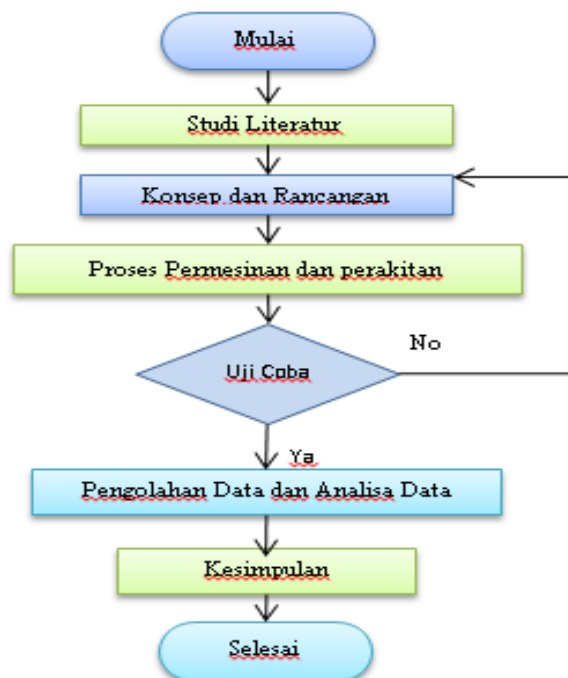 Mulai
Studi Literatur
Konsep dan Rancangan
Proses Permesinan dan perakitan
No
Uji Coba
Ya
Pengolahan Data dan Analisa Data
Kesimpulan
Selesai